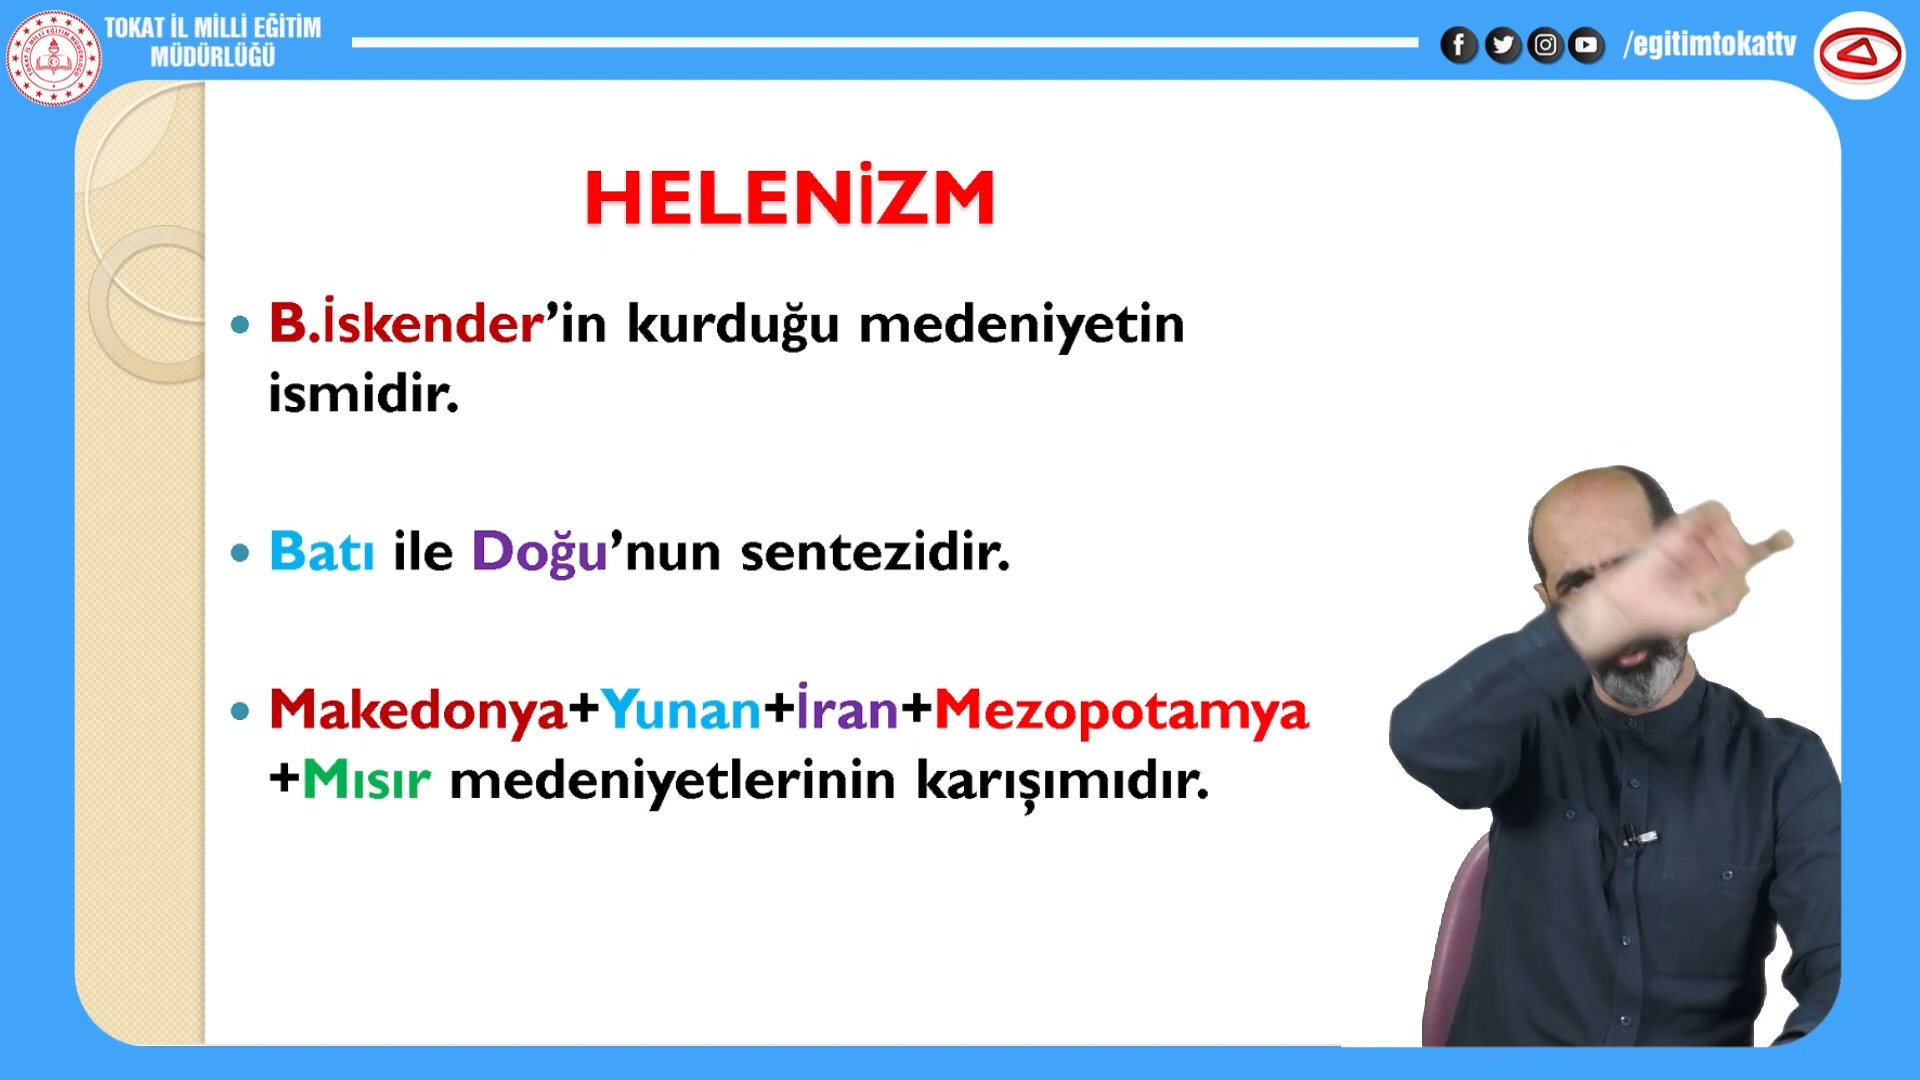 TOKAT İL MİLLİ EĞİTİM
MÜDÜRLÜĞÜ
/egitimtokattv
HELENİZM
• B.İskender’in kurduğu medeniyetin
ismidir.
• Batı ile Doğu’nun sentezidir.
• Makedonya+Yunan+İran+Mezopotamya
+Mısır medeniyetlerinin karışımıdır.